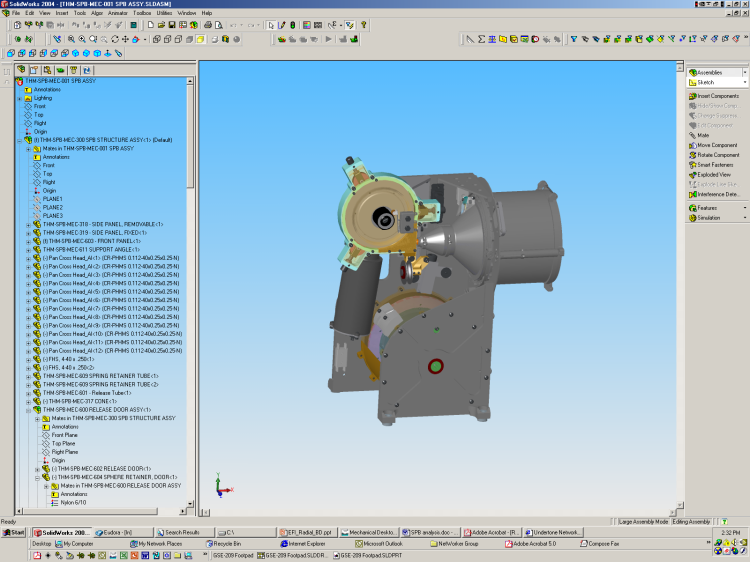 SolidWorks 2004 - [THM-SPB-MEC-001 SPB ASSY.SLDASM]
File Edit View Insert Tools Algor Animator Toolbox Utilities Window Help
THM-SPB-MEC-001 SPB ASSY
Annotations
Lighting
Front
Top
Right
Origin
(f) THM-SPB-MEC-300 SPB STRUCTURE ASSY<1> (Default)
Mates in THM-SPB-MEC-001 SPB ASSY
Annotations
Front
Top
Right
Origin
PLANE1
PLANE2
PLANE3
THM-SPB-MEC-318 - SIDE PANEL, REMOVABLE<1>
THM-SPB-MEC-319 - SIDE PANEL, FIXED<1>
(f) THM-SPB-MEC-603 - FRONT PANEL<1>
THM-SPB-MEC-611 SUPPORT ANGLE<1>
(-) Pan Cross Head_AI<1> (CR-PHMS 0.112-40x0.25x0.25-N)
(-) Pan Cross Head_AI<2> (CR-PHMS 0.112-40x0.25x0.25-N)
(-) Pan Cross Head_AI<3> (CR-PHMS 0.112-40x0.25x0.25-N)
(-) Pan Cross Head_AI<4> (CR-PHMS 0.112-40x0.25x0.25-N)
(-) Pan Cross Head_AI<5> (CR-PHMS 0.112-40x0.25x0.25-N)
(-) Pan Cross Head_AI<6> (CR-PHMS 0.112-40x0.25x0.25-N)
(-) Pan Cross Head_AI<7> (CR-PHMS 0.112-40x0.25x0.25-N)
(-) Pan Cross Head_AI<8> (CR-PHMS 0.112-40x0.25x0.25-N)
(-) Pan Cross Head_AI<9> (CR-PHMS 0.112-40x0.25x0.25-N)
(-) Pan Cross Head_AI<10> (CR-PHMS 0.112-40x0.25x0.25-N)
(-) Pan Cross Head_AI<11> (CR-PHMS 0.112-40x0.25x0.25-N)
(-) Pan Cross Head_AI<12> (CR-PHMS 0.112-40x0.25x0.25-N)
(-) FHS, 4-40 x .250<1>
(-) FHS, 4-40 x .250<2>
THM-SPB-MEC-609 SPRING RETAINER TUBE<1>
THM-SPB-MEC-609 SPRING RETAINER TUBE<2>
THM-SPB-MEC-601 - Release Tube<1>
(-) THM-SPB-MEC-317 CONE<1>
THM-SPB-MEC-600 RELEASE DOOR ASSY<1>
Mates in THM-SPB-MEC-300 SPB STRUCTURE ASSY
Annotations
Front Plane
Top Plane
Right Plane
Origin
(-) THM-SPB-MEC-602 RELEASE DOOR<1>
(-) THM-SPB-MEC-604 SPHERE RETAINER, DOOR<1>
Mates in THM-SPB-MEC-600 RELEASE DOOR ASSY
Annotations
Nylon 6/10
Y
X
Z
Assemblies
Sketch
Insert Components
Hide/Show Comp..
Change Suppress..
Edit Component
Mate
Move Component
Rotate Component
Smart Fasteners
Exploded View
Explode Line Ske..
Interference Dete..
Features
Simulation
Ready
Large Assembly Mode Editing Assembly
Start SolidWorks 200... Eudora - [In] Search Results C:\ EFI_Radial_BD ppt Mechanical Deskto... SPB analysis.doc - ... Adobe Acrobat - [R... Undertone Network... 2:32 PM
Desktop My Computer My Network Places Recycle Bin Internet Explorer Microsoft Outlook NetWorker Group Adobe Acrobat 5.0 Compose Fax
GSE-209 Footpad GSE-209 Footpad.SLDDR... GSE-209 Footpad.SLDPRT